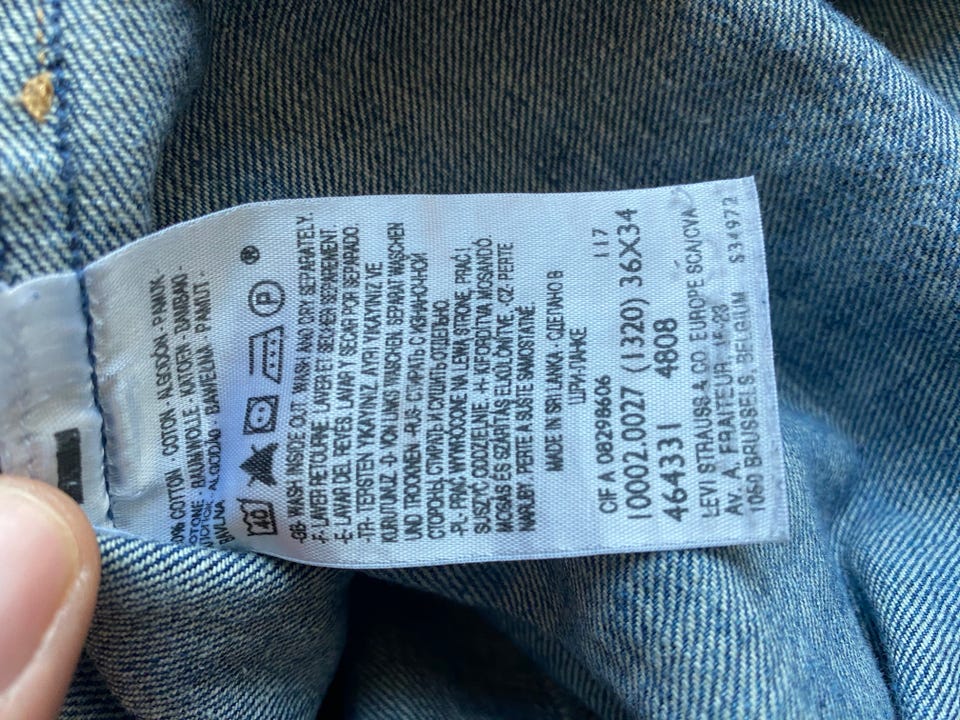 % COTTON · COTON · ALGODÓN · PAMUK
· BAUMWOLLE · KATOEN · BAMBAKI ·
· ALGODÃO · BAWEŁNA · PAMUT ·
BAVLNA
40 P ®
-GB- WASH INSIDE OUT. WASH AND DRY SEPARATELY.
-F- LAVER RETOURNE. LAVER ET SECHER SEPAREMENT.
-E- LAVAR DEL REVES. LAVAR Y SECAR POR SEPARADO.
-TR- TERSTEN YIKAYINIZ. AYRI YIKAYINIZ VE
KURUTUNUZ. -D- VON LINKS WASCHEN. SEPARAT WASCHEN
UND TROCKNEN. -RUS- СТИРАТЬ С ИЗНАНОЧНОЙ
СТОРОНЫ, СТИРАТЬ И СУШИТЬ ОТДЕЛЬНО.
-PL- PRAĆ WYWRÓCONE NA LEWĄ STRONĘ. PRAĆ I
SUSZYĆ ODDZIELNIE. -H- KIFORDÍTVA MOSANDÓ.
MOSÁS ÉS SZÁRÍTÁS ELKÜLÖNÍTVE. -CZ- PERTE
NARUBY. PERTE A SUŠTE SAMOSTATNĚ.
MADE IN SRI LANKA - СДЕЛАНО В
ШРИ-ЛАНКЕ
CIF A 08298606 117
10002.0027 (1320) 36X34
464331 4808
LEVI STRAUSS & CO EUROPE SCA/CVA
AV. A. FRAITEUR 15-23
1050 BRUSSELS, BELGIUM S34972